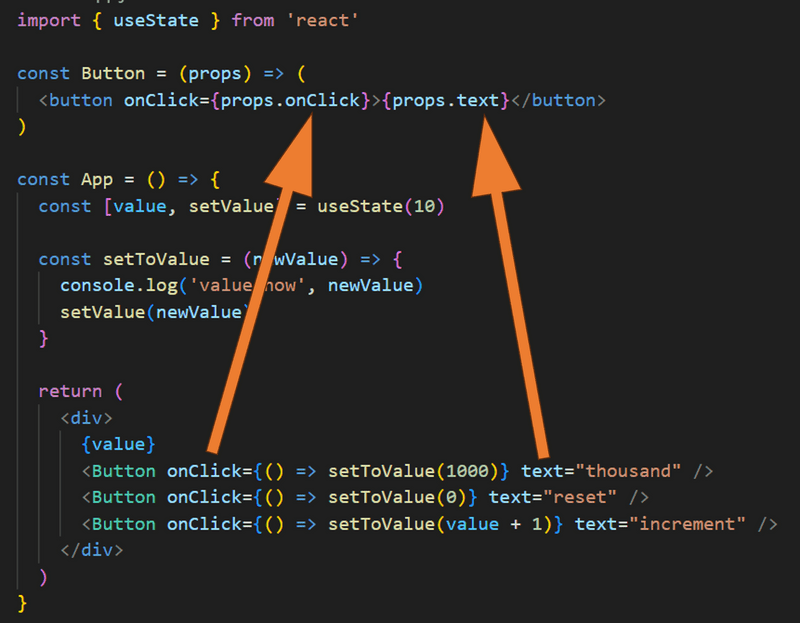 import { useState } from 'react'
const Button = (props) => (
<button onClick={props.onClick}>{props.text}</button>
)
const App = () => {
const [value, setValue] = useState(10)
const setToValue = (newValue) => {
console.log('value now', newValue)
setValue(newValue)
}
return (
<div>
{value}
<Button onClick={() => setToValue(1000)} text="thousand" />
<Button onClick={() => setToValue(0)} text="reset" />
<Button onClick={() => setToValue(value + 1)} text="increment" />
</div>
)
}